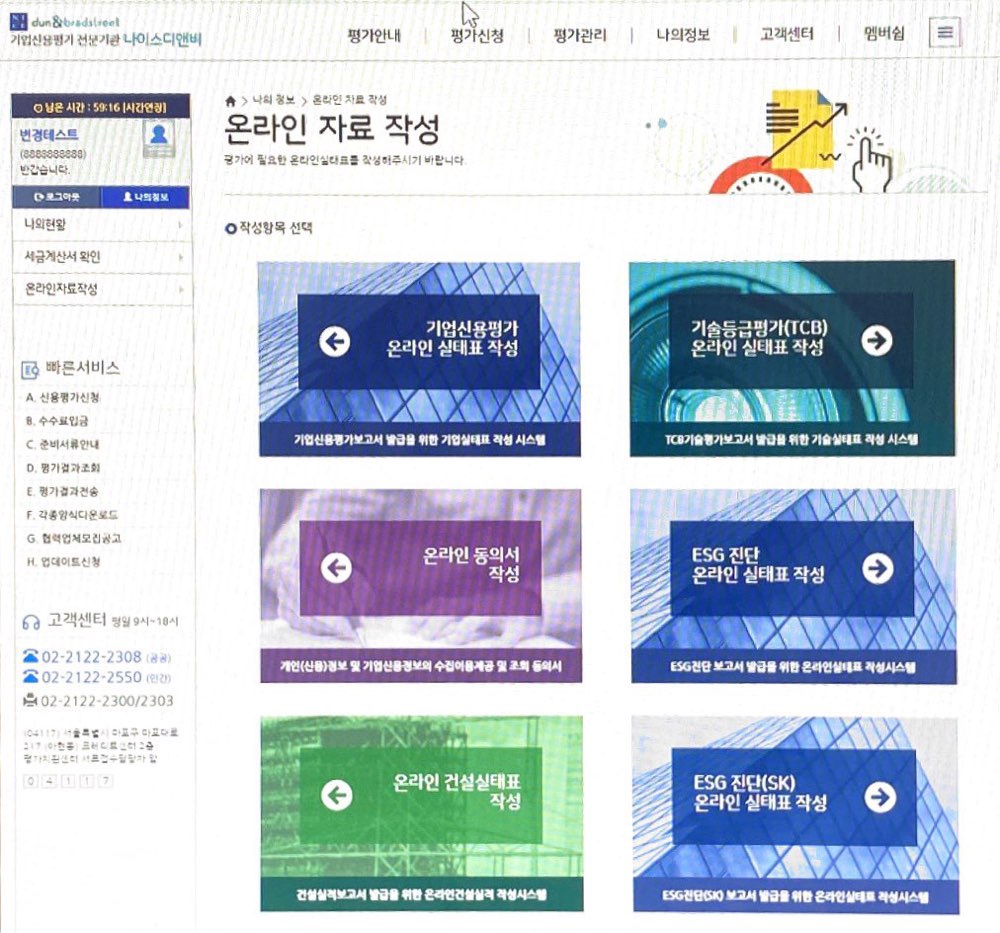 dun&bradstreet
기업신용평가 전문기관 나이스디앤비
평가안내
평가신청
평가관리
나의정보
고객센터
멤버쉽
남은 시간 : 59:16 [시간연장]
변경테스트
(8888888888)
반갑습니다.
로그아웃
나의정보
나의현황
세금계산서 확인
온라인자료작성
빠른서비스
A. 신용평가신청
B. 수수료입금
C. 준비서류안내
D. 평가결과조회
E. 평가결과전송
F. 각종양식다운로드
G. 협력업체모집공고
H. 업데이트신청
고객센터 평일 9시~18시
02-2122-2308 (공공)
02-2122-2550 (민간)
02-2122-2300/2303
(04117) 서울특별시 마포구 마포대로
217 (아현동) 크레디트센터 2층
평가지원센터 서류접수담당자 앞
0 4 1 1 7
나의 정보 > 온라인 자료 작성
온라인 자료 작성
평가에 필요한 온라인실태표를 작성해주시기 바랍니다.
작성항목 선택
기업신용평가
온라인 실태표 작성
기업신용평가보고서 발급을 위한 기업실태표 작성 시스템
기술등급평가(TCB)
온라인 실태표 작성
TCB기술평가보고서 발급을 위한 기술실태표 작성 시스템
온라인 동의서
작성
개인(신용)정보 및 기업신용정보의 수집이용제공 및 조회 동의서
ESG 진단
온라인 실태표 작성
ESG진단 보고서 발급을 위한 온라인실태표 작성시스템
온라인 건설실태표
작성
건설실적보고서 발급을 위한 온라인건설실적 작성시스템
ESG 진단(SK)
온라인 실태표 작성
ESG진단(SK) 보고서 발급을 위한 온라인실태표 작성시스템